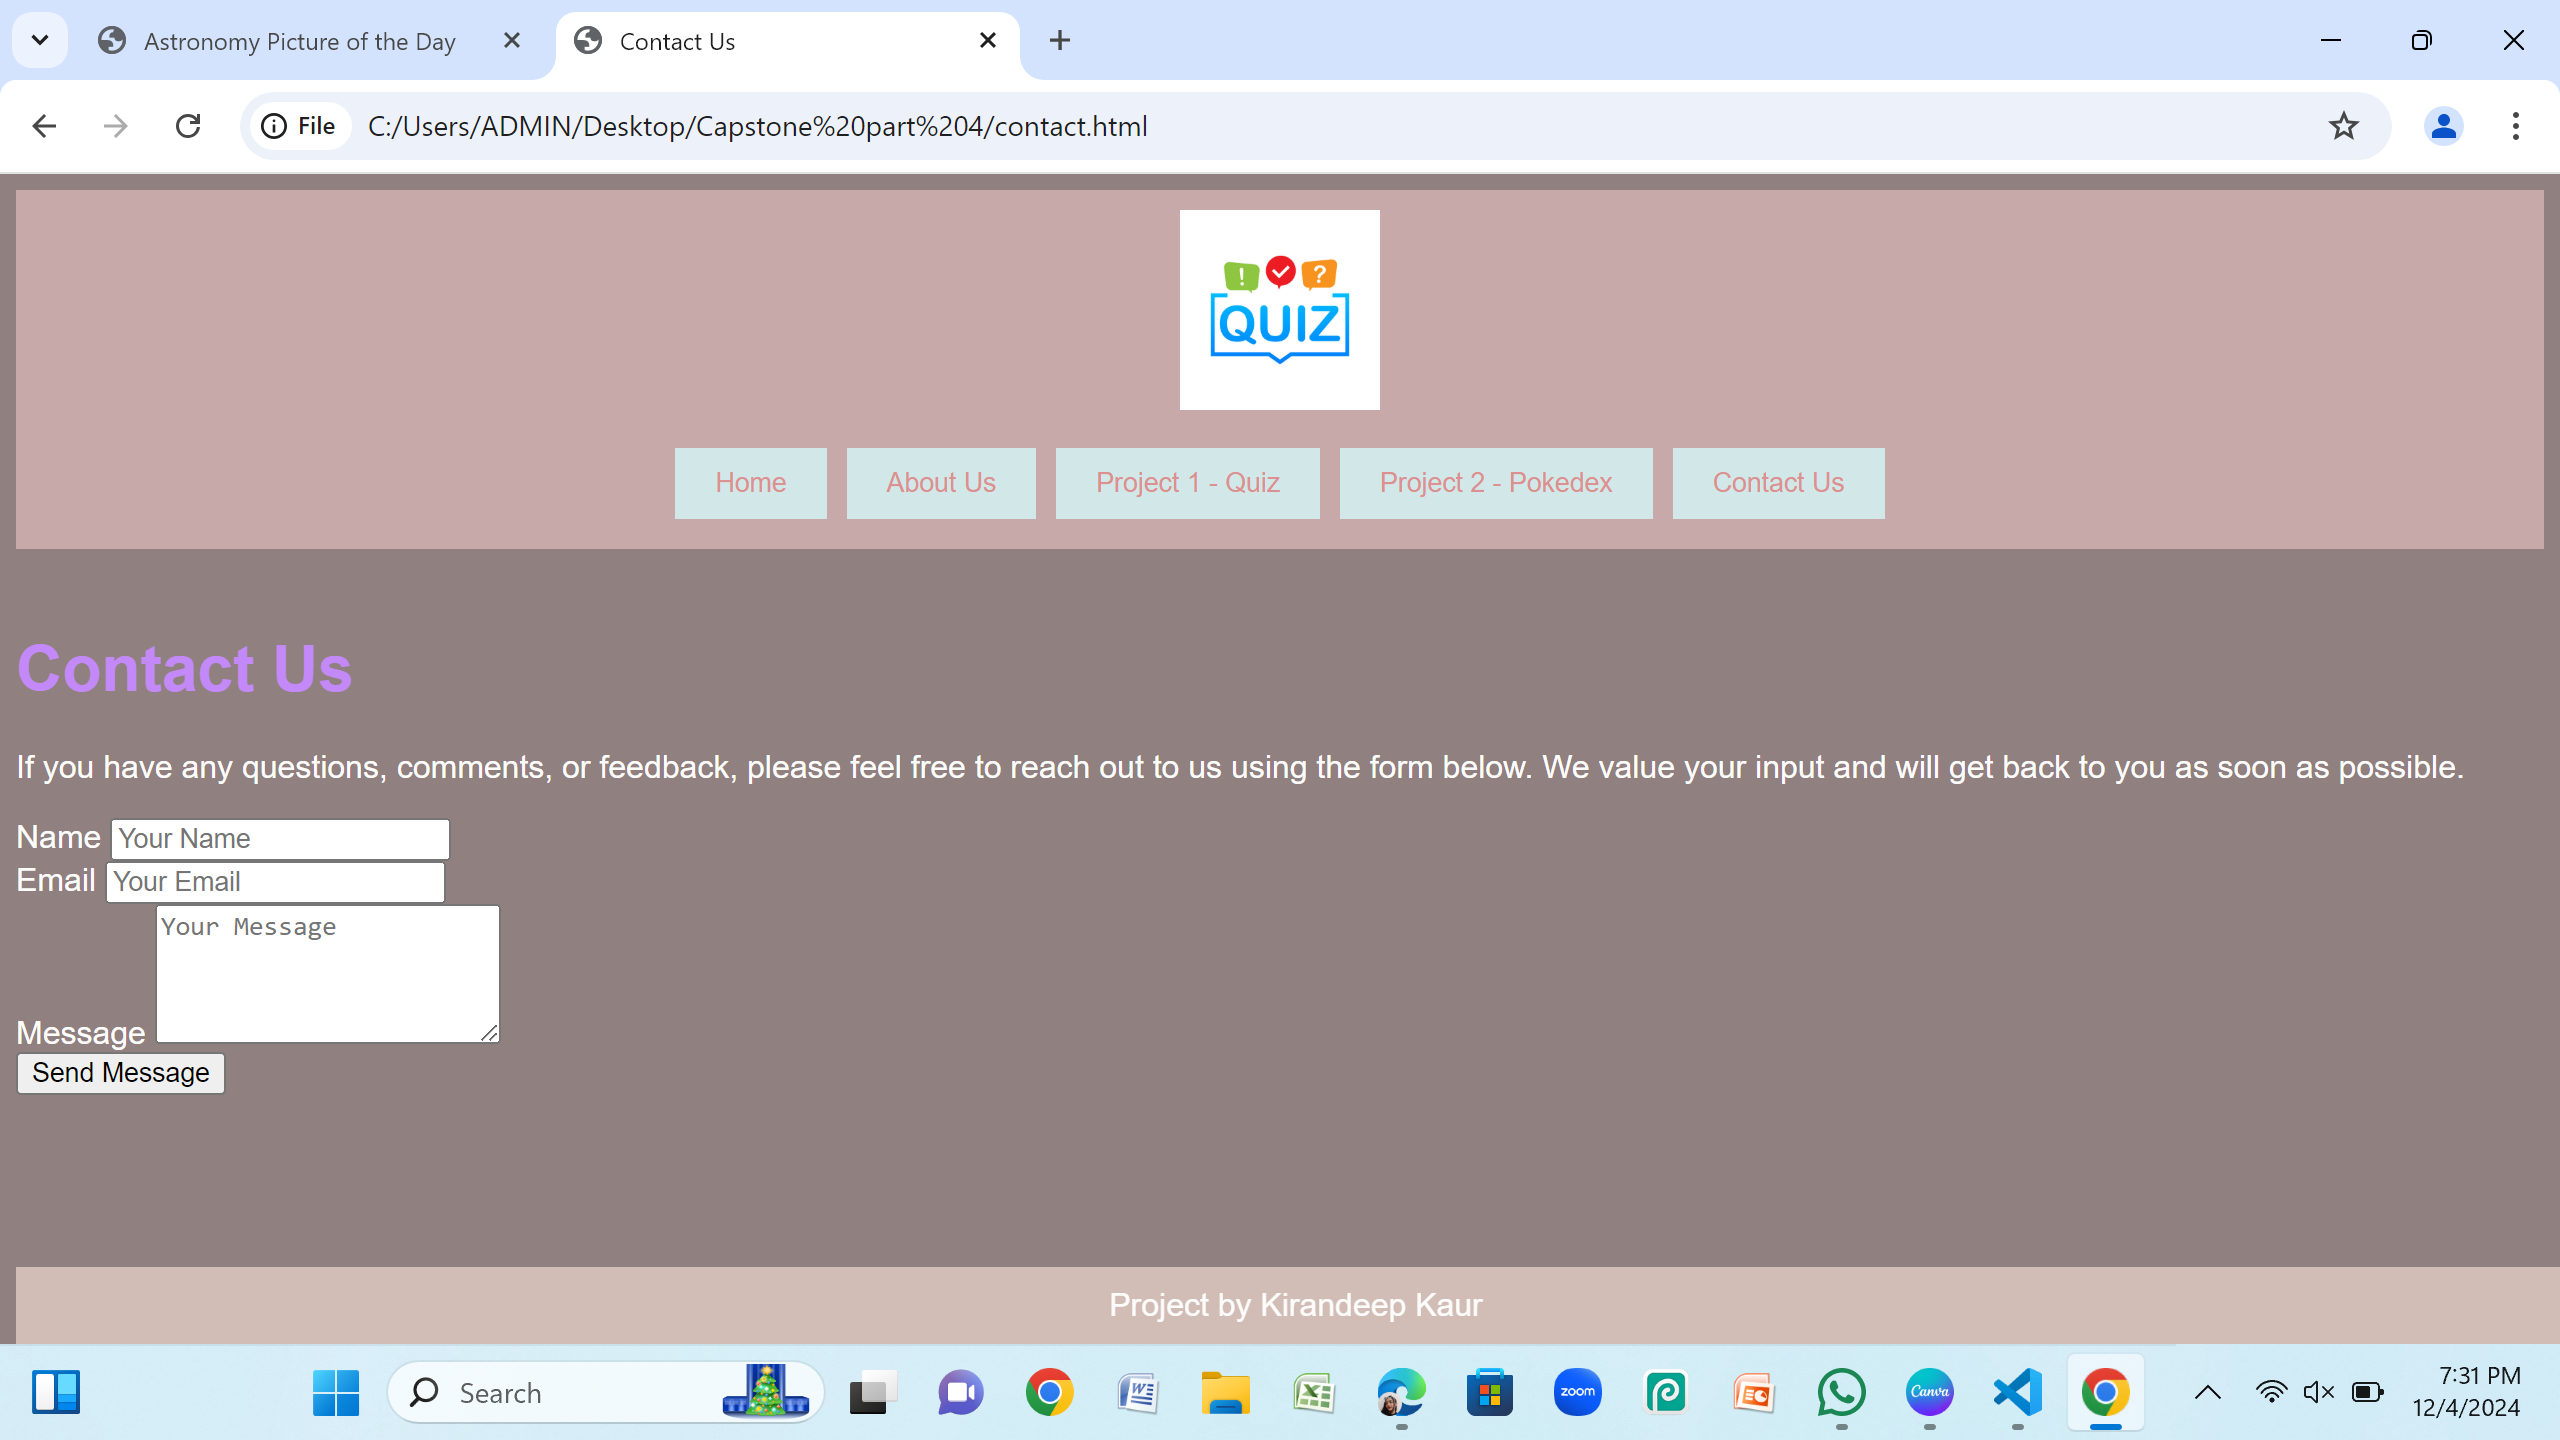 Astronomy Picture of the Day
Contact Us
File C:/Users/ADMIN/Desktop/Capstone%20part%204/contact.html
! ?
QUIZ
Home About Us Project 1 - Quiz Project 2 - Pokedex Contact Us
Contact Us
If you have any questions, comments, or feedback, please feel free to reach out to us using the form below. We value your input and will get back to you as soon as possible.
Name Your Name
Email Your Email
Your Message
Message
Send Message
Project by Kirandeep Kaur
Search
zoom
Canva
7:31 PM
12/4/2024